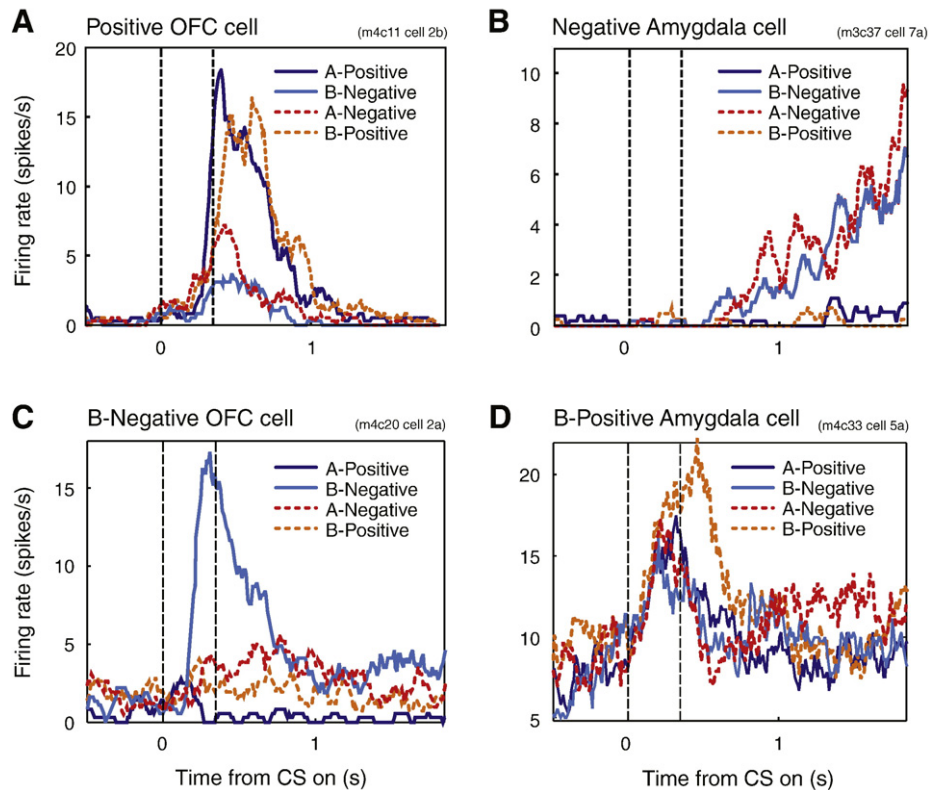 A
Positive OFC cell
(m4c11 cell 2b)
20
15
10
5
0
Firing rate (spikes/s)
A-Positive
B-Negative
A-Negative
B-Positive
0
1
B
Negative Amygdala cell
(m3c37 cell 7a)
10
8
6
4
2
0
A-Positive
B-Negative
A-Negative
B-Positive
0
1
C
B-Negative OFC cell
(m4c20 cell 2a)
15
10
5
0
Firing rate (spikes/s)
A-Positive
B-Negative
A-Negative
B-Positive
0
1
Time from CS on (s)
D
B-Positive Amygdala cell
(m4c33 cell 5a)
20
15
10
5
A-Positive
B-Negative
A-Negative
B-Positive
0
1
Time from CS on (s)